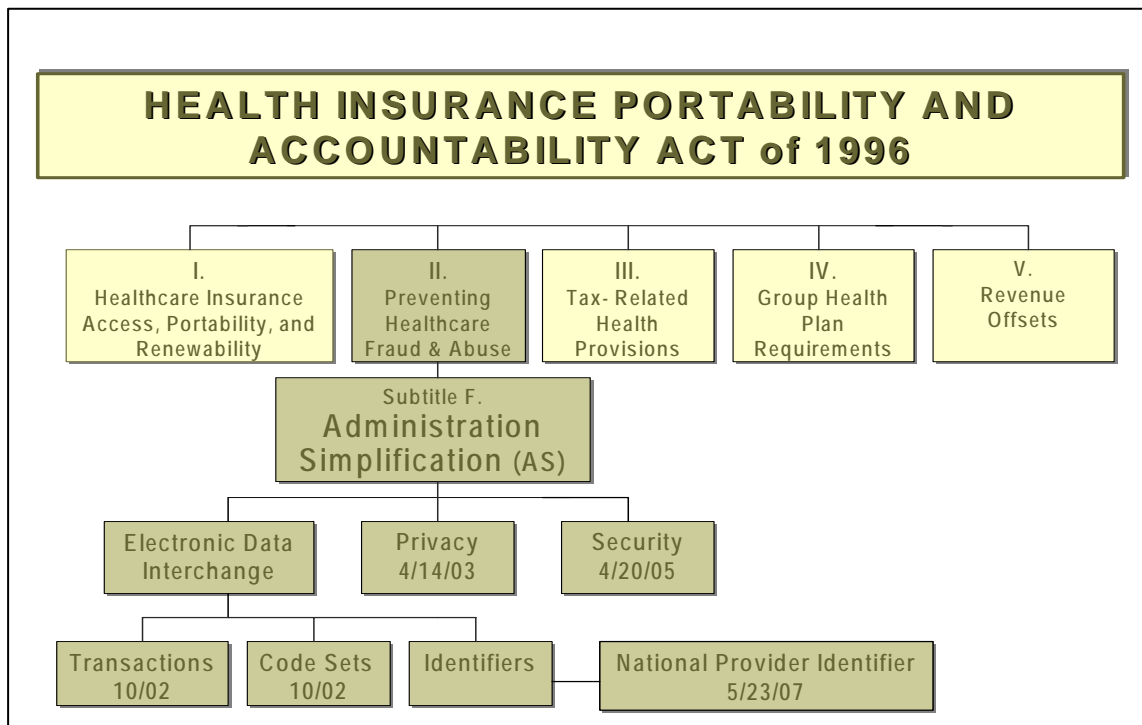 HEALTH INSURANCE PORTABILITY AND
ACCOUNTABILITY ACT of 1996
I.
Healthcare Insurance
Access, Portability, and
Renewability
II.
Preventing
Healthcare
Fraud & Abuse
III.
Tax- Related
Health
Provisions
IV.
Group Health
Plan
Requirements
V.
Revenue
Offsets
Subtitle F.
Administration
Simplification (AS)
Electronic Data
Interchange
Privacy
4/14/03
Security
4/20/05
Transactions
10/02
Code Sets
10/02
Identifiers
National Provider Identifier
5/23/07